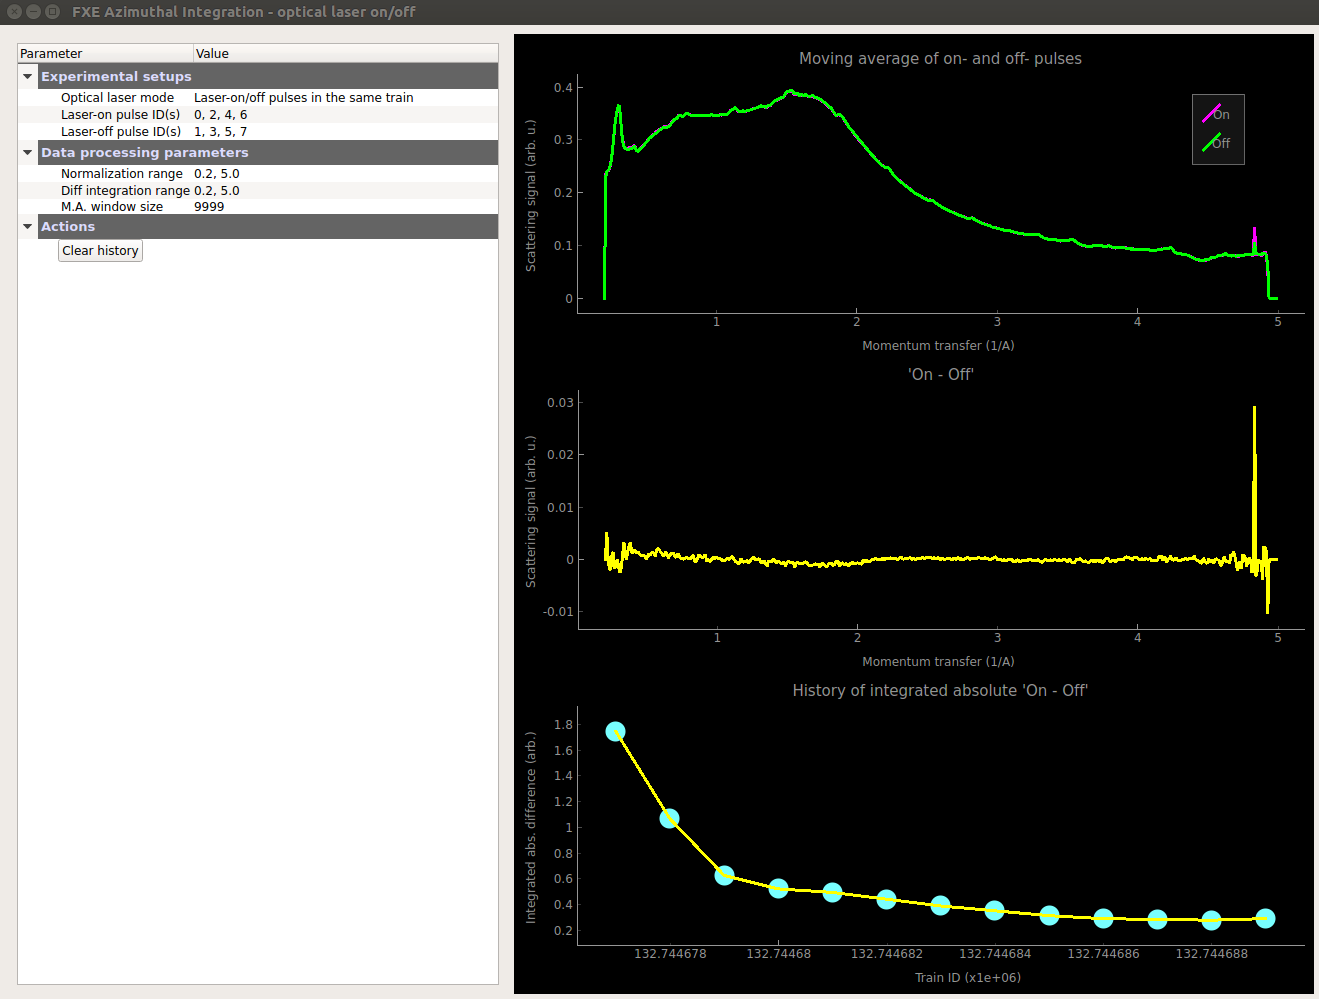 FXE Azimuthal Integration - optical laser on/off
Parameter Value
Experimental setups
Optical laser mode Laser-on/off pulses in the same train
Laser-on pulse ID(s) 0, 2, 4, 6
Laser-off pulse ID(s) 1, 3, 5, 7
Data processing parameters
Normalization range 0.2, 5.0
Diff integration range 0.2, 5.0
M.A. window size 9999
Actions
Clear history
Moving average of on- and off- pulses
Scattering signal (arb. u.)
0.4
0.3
0.2
0.1
0
On
Off
1 2 3 4 5
Momentum transfer (1/A)
'On - Off'
Scattering signal (arb. u.)
0.03
0.02
0.01
0
-0.01
1 2 3 4 5
Momentum transfer (1/A)
History of integrated absolute 'On - Off'
Integrated abs. difference (arb.)
1.8
1.6
1.4
1.2
1
0.8
0.6
0.4
0.2
132.744678 132.74468 132.744682 132.744684 132.744686 132.744688
Train ID (x1e+06)